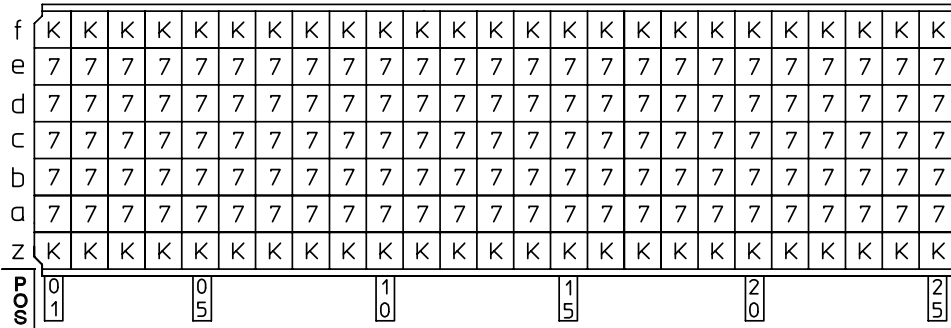 f K K K K K K K K K K K K K K K K K K K K K K K K K
e 7 7 7 7 7 7 7 7 7 7 7 7 7 7 7 7 7 7 7 7 7 7 7 7 7
d 7 7 7 7 7 7 7 7 7 7 7 7 7 7 7 7 7 7 7 7 7 7 7 7 7
c 7 7 7 7 7 7 7 7 7 7 7 7 7 7 7 7 7 7 7 7 7 7 7 7 7
b 7 7 7 7 7 7 7 7 7 7 7 7 7 7 7 7 7 7 7 7 7 7 7 7 7
a 7 7 7 7 7 7 7 7 7 7 7 7 7 7 7 7 7 7 7 7 7 7 7 7 7
z K K K K K K K K K K K K K K K K K K K K K K K K K
POS 01 05 10 15 20 25